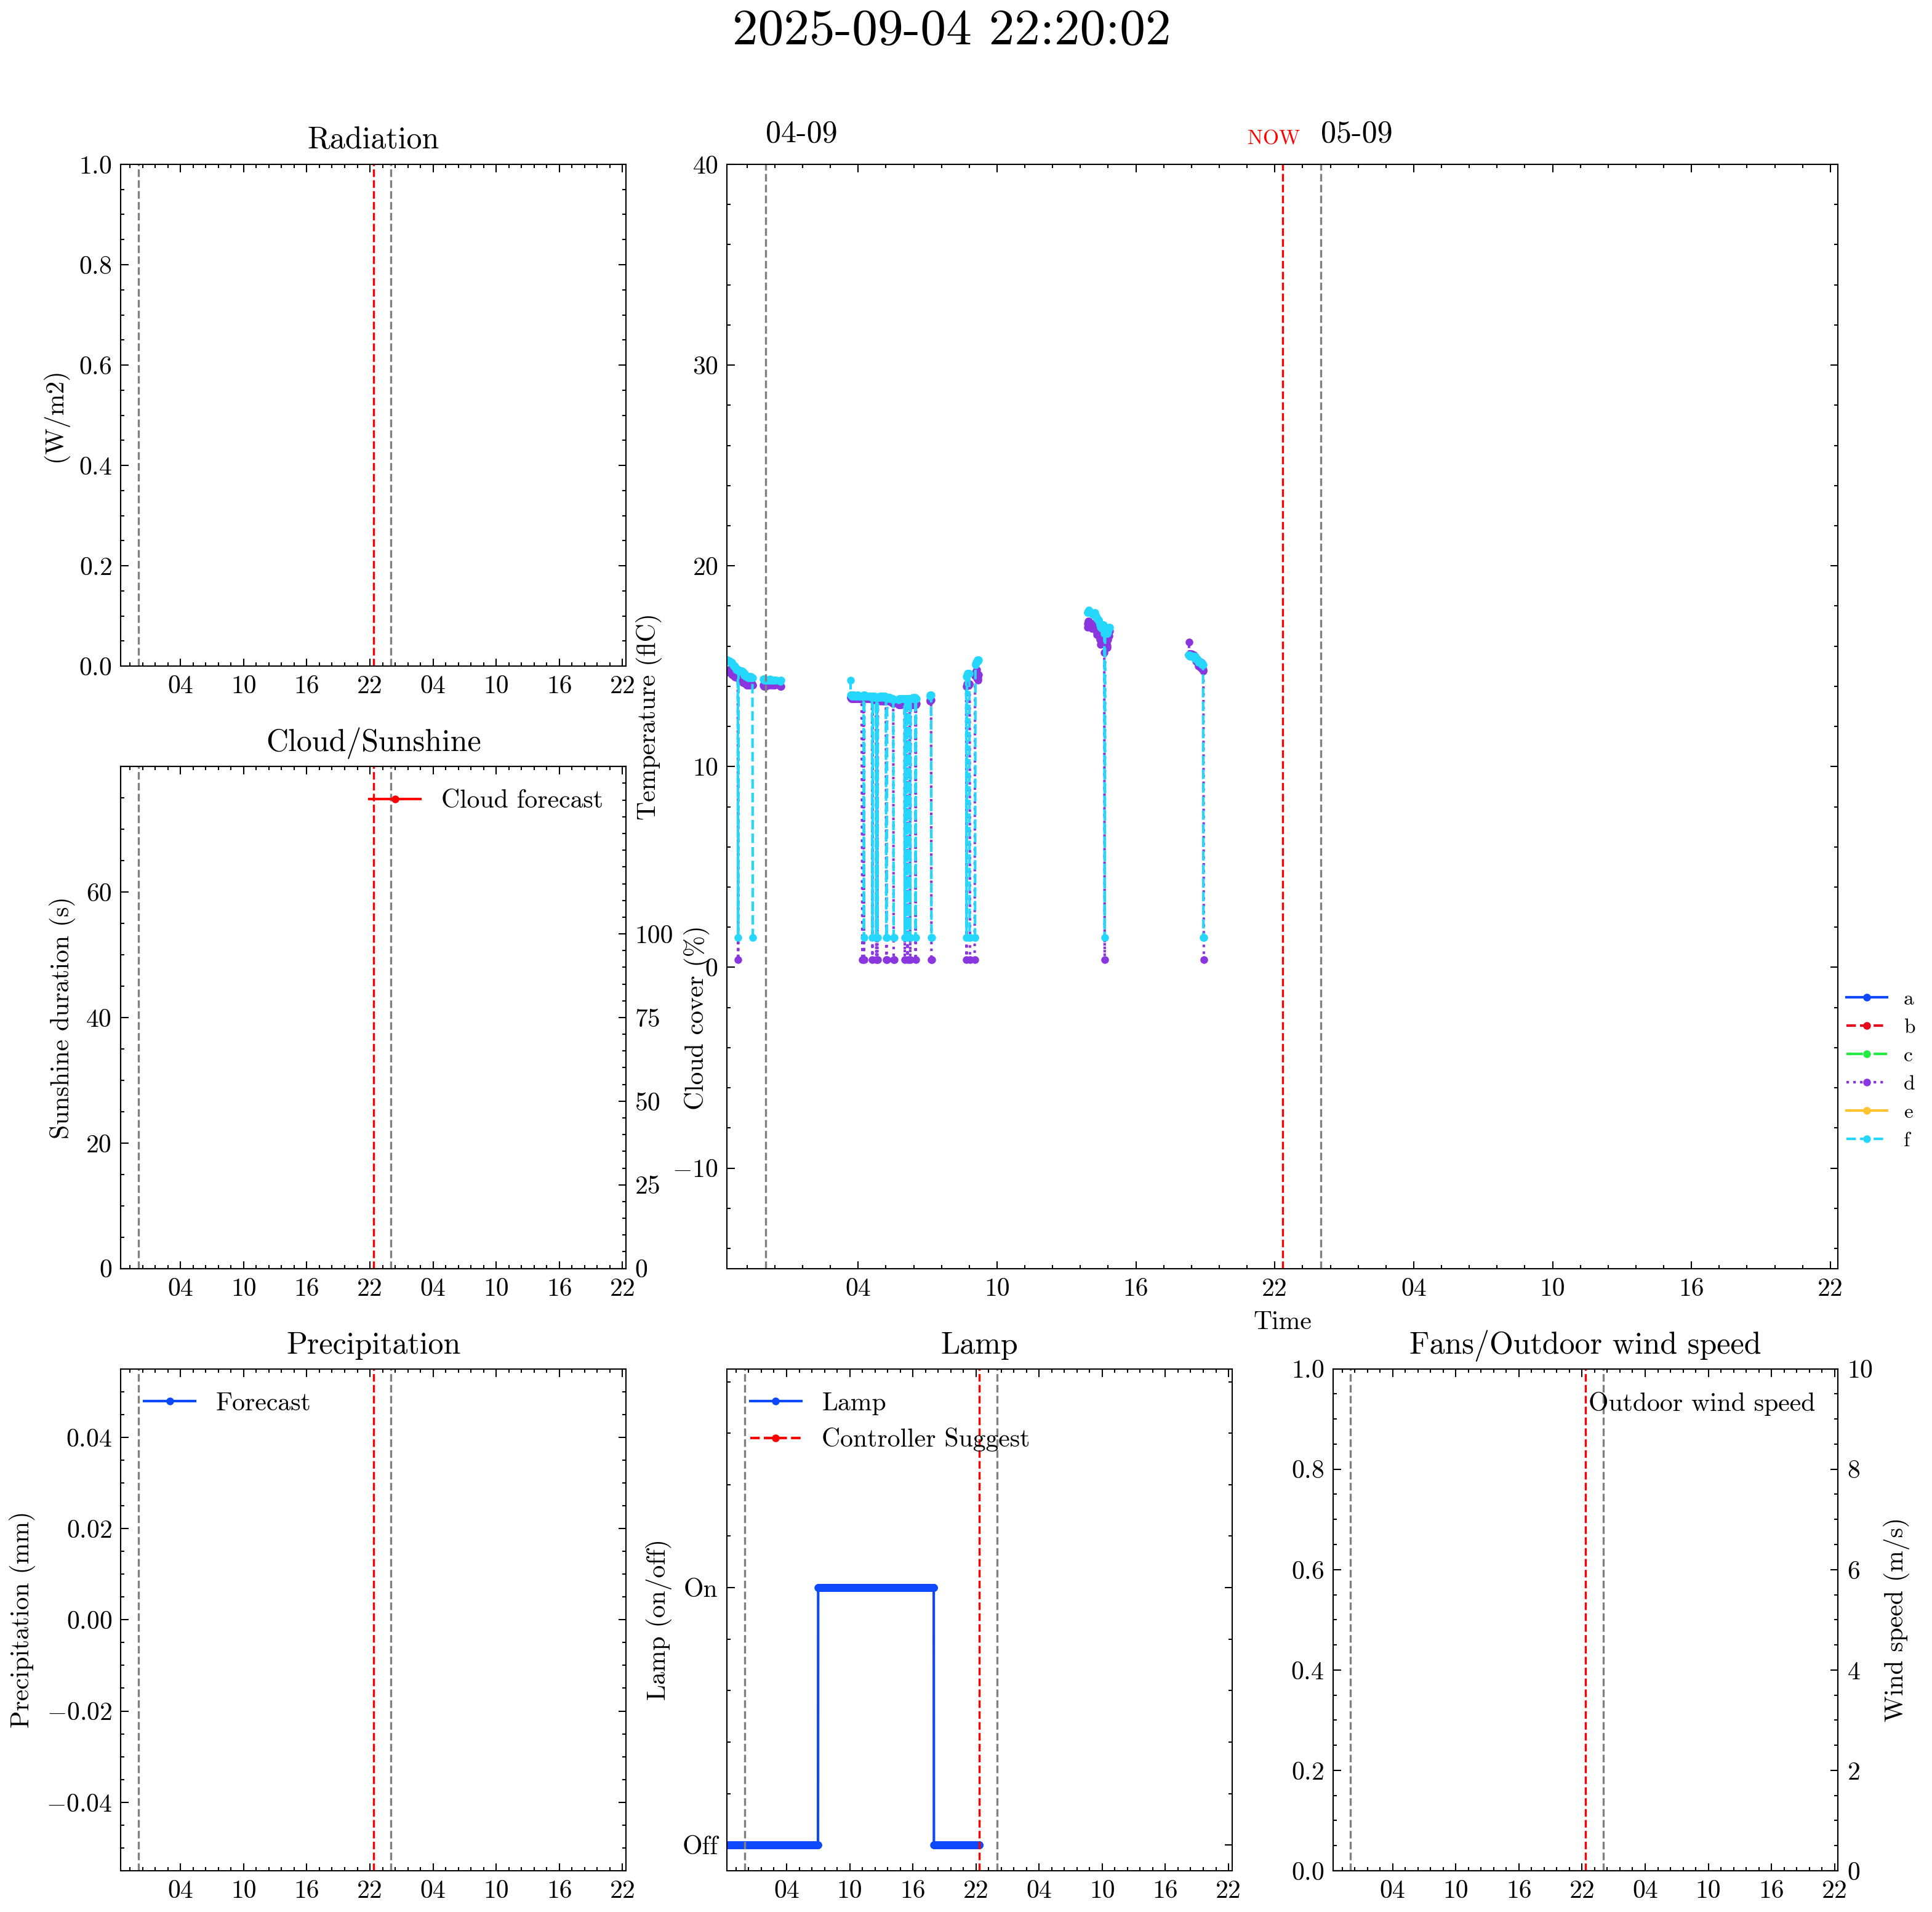 2025-09-04 22:20:02
Radiation
1.0
0.8
0.6
0.4
0.2
0.0
(W/m2)
04 10 16 22 04 10 16 22
04-09
NOW
05-09
40
30
20
10
0
−10
Temperature (flC)
04 10 16 22 04 10 16 22
Time
a
b
c
d
e
f
Cloud/Sunshine
Cloud forecast
60
40
20
0
Sunshine duration (s)
100
75
50
25
0
Cloud cover (%)
04 10 16 22 04 10 16 22
Precipitation
Forecast
0.04
0.02
0.00
−0.02
−0.04
Precipitation (mm)
04 10 16 22 04 10 16 22
Lamp
Lamp
Controller Suggest
On
Off
Lamp (on/off)
04 10 16 22 04 10 16 22
Fans/Outdoor wind speed
Outdoor wind speed
1.0
0.8
0.6
0.4
0.2
0.0
10
8
6
4
2
0
Wind speed (m/s)
04 10 16 22 04 10 16 22